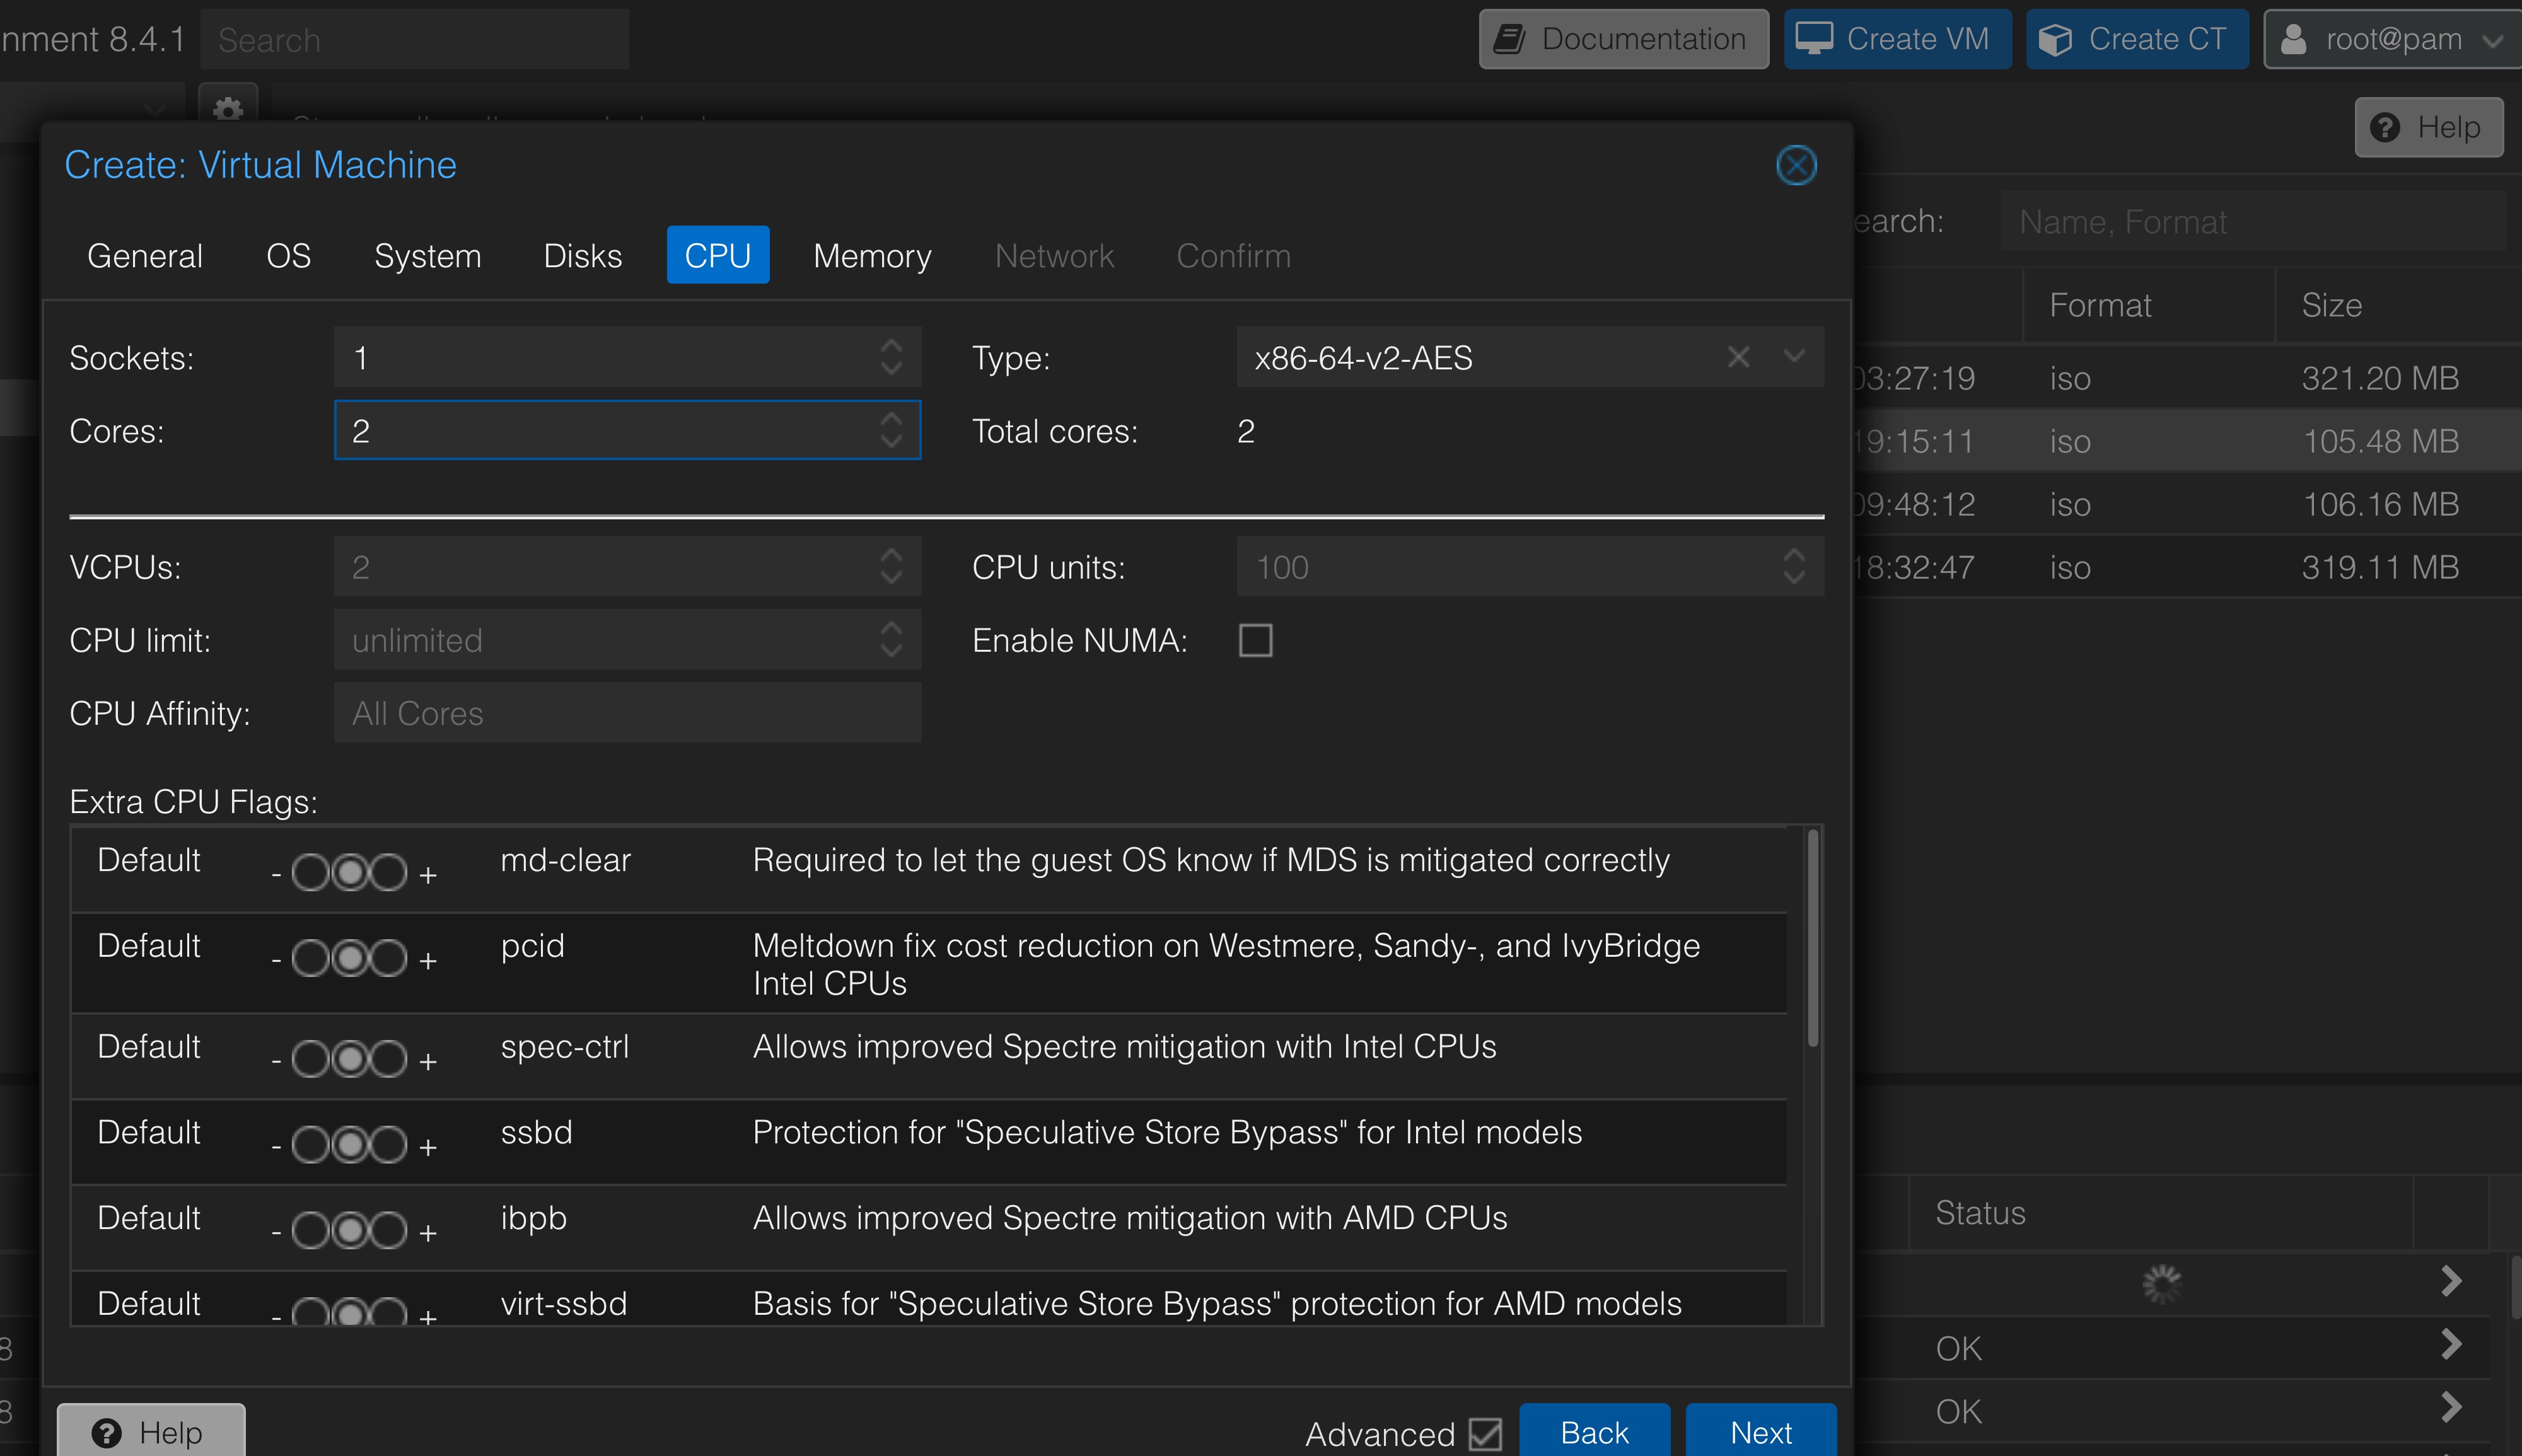 nment 8.4.1 Search Documentation Create VM Create CT root@pam
Help
Create: Virtual Machine
General OS System Disks CPU Memory Network Confirm
earch: Name, Format
Format Size
Sockets: 1 Type: x86-64-v2-AES
03:27:19 iso 321.20 MB
Cores: 2 Total cores: 2
19:15:11 iso 105.48 MB
09:48:12 iso 106.16 MB
VCPUs: 2 CPU units: 100
18:32:47 iso 319.11 MB
CPU limit: unlimited Enable NUMA:
CPU Affinity: All Cores
Extra CPU Flags:
Default - + md-clear Required to let the guest OS know if MDS is mitigated correctly
Default - + pcid Meltdown fix cost reduction on Westmere, Sandy-, and IvyBridge
Intel CPUs
Default - + spec-ctrl Allows improved Spectre mitigation with Intel CPUs
Default - + ssbd Protection for "Speculative Store Bypass" for Intel models
Default - + ibpb Allows improved Spectre mitigation with AMD CPUs
Status
Default - + virt-ssbd Basis for "Speculative Store Bypass" protection for AMD models
8 OK
8 OK
Help Advanced Back Next